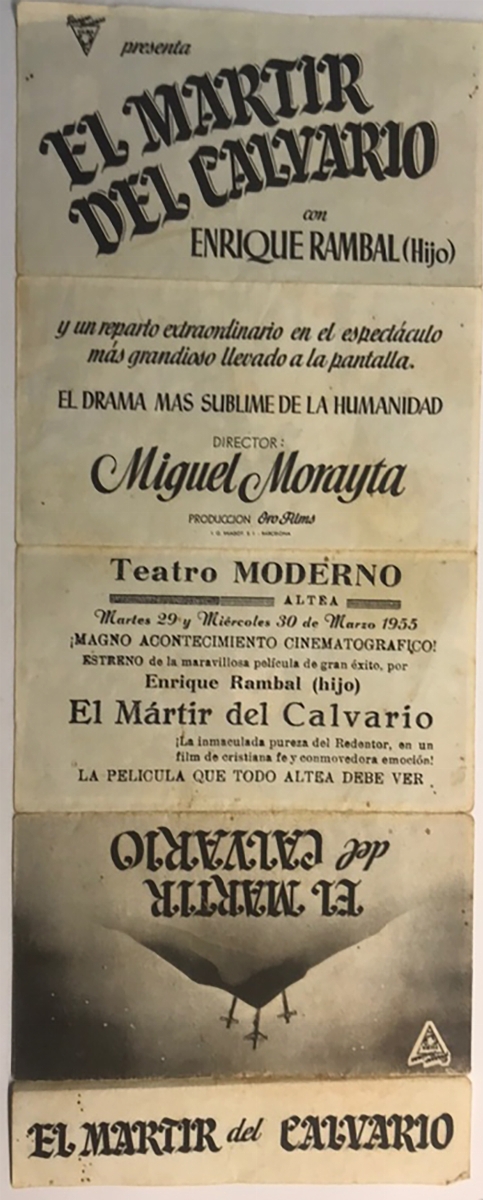 presenta
EL MARTIR
DEL CALVARIO
con
ENRIQUE RAMBAL (Hijo)
y un reparto extraordinario en el espectáculo
más grandioso llevado a la pantalla.
EL DRAMA MAS SUBLIME DE LA HUMANIDAD
DIRECTOR:
Miguel Morayta
PRODUCCION Oro Films
BARCELONA
Teatro MODERNO
ALTEA
Martes 29 y Miércoles 30 de Marzo 1955
¡MAGNO ACONTECIMIENTO CINEMATOGRAFICO!
ESTRENO de la maravillosa película de gran éxito, por
Enrique Rambal (hijo)
El Mártir del Calvario
¡La inmaculada pureza del Redentor, en un
film de cristiana fe y conmovedora emoción!
LA PELICULA QUE TODO ALTEA DEBE VER
EL MARTIR
del CALVARIO
EL MARTIR del CALVARIO